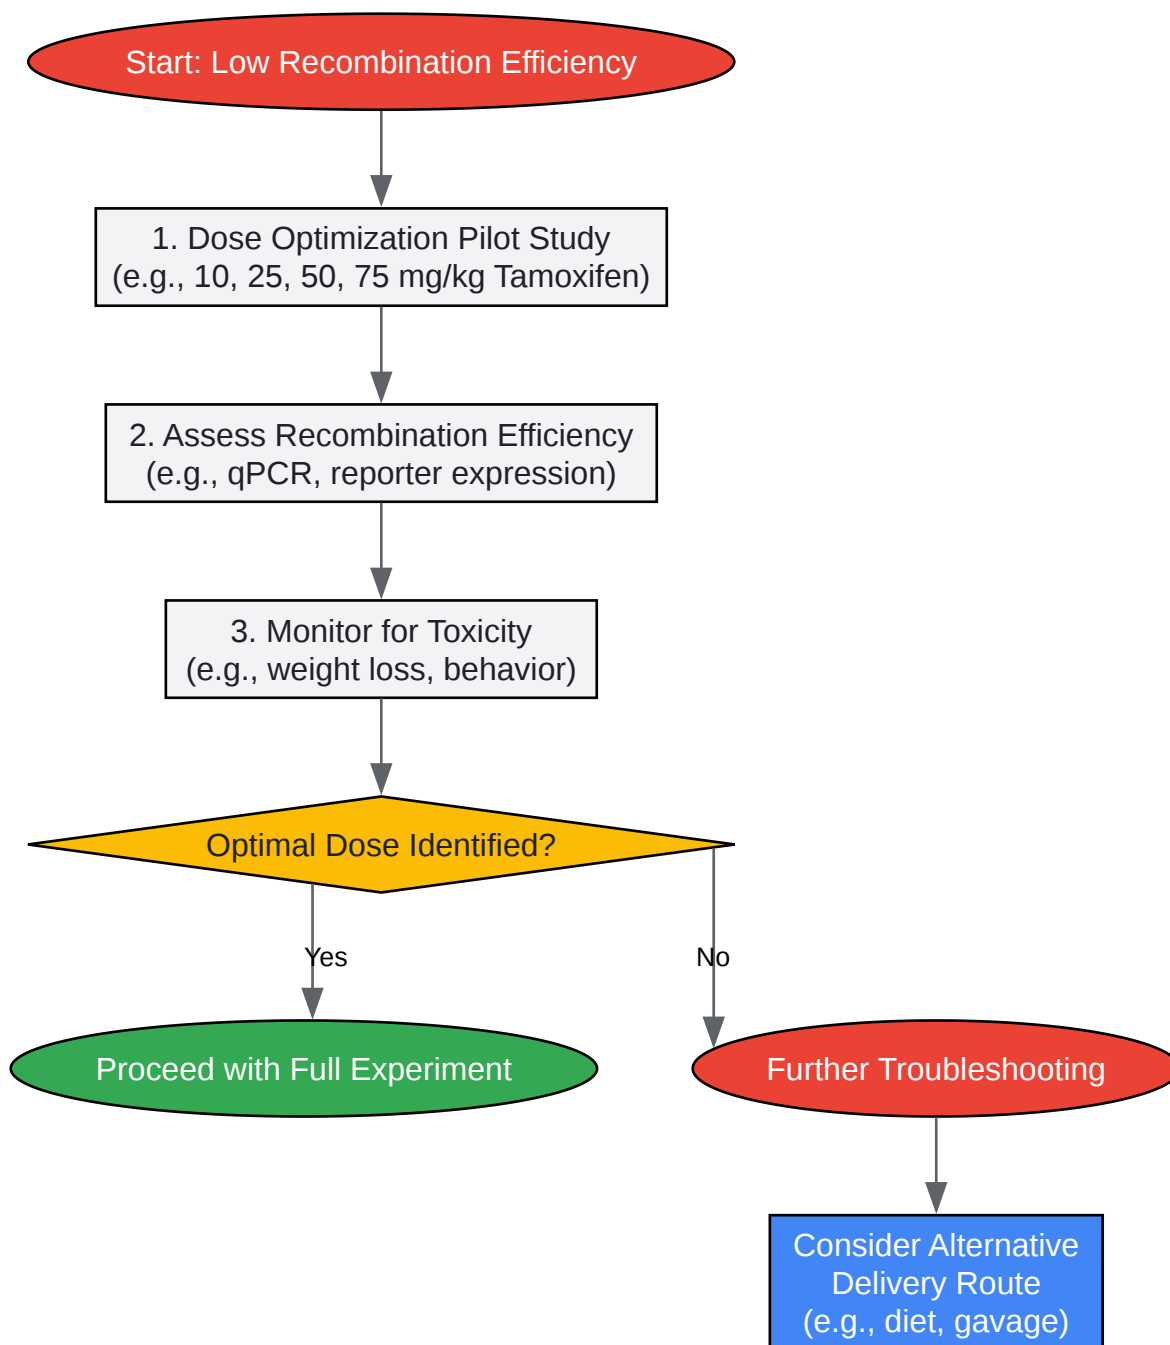 Start: Low Recombination Efficiency
1. Dose Optimization Pilot Study
(e.g., 10, 25, 50, 75 mg/kg Tamoxifen)
2. Assess Recombination Efficiency
(e.g., qPCR, reporter expression)
3. Monitor for Toxicity
(e.g., weight loss, behavior)
Optimal Dose Identified?
Yes
No
Proceed with Full Experiment
Further Troubleshooting
Consider Alternative
Delivery Route
(e.g., diet, gavage)